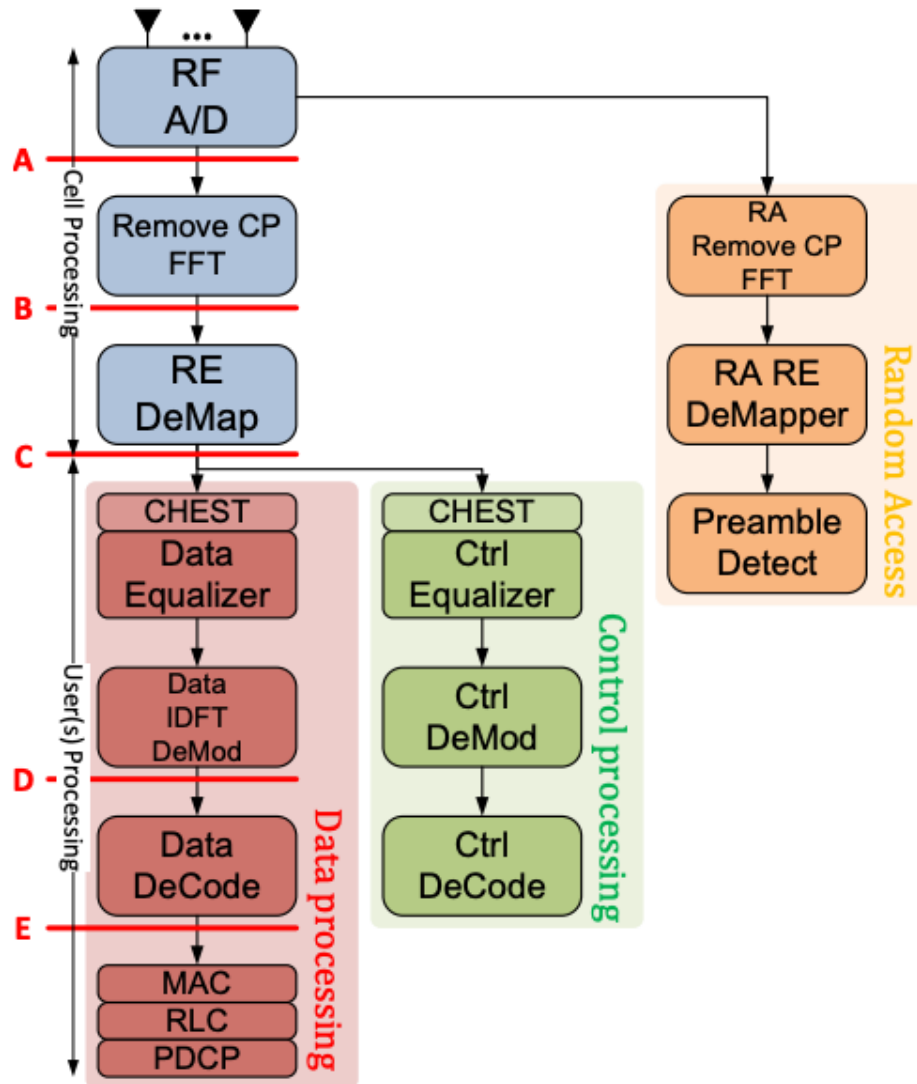 ...
RF
A/D
A
Cell Processing
Remove CP
FFT
RA
Remove CP
FFT
B
RE
DeMap
RA RE
DeMapper
Random Access
C
CHEST
Data
Equalizer
CHEST
Ctrl
Equalizer
Preamble
Detect
User(s) Processing
Data
IDFT
DeMod
Ctrl
DeMod
Control processing
D
Data
DeCode
Ctrl
DeCode
Data processing
E
MAC
RLC
PDCP